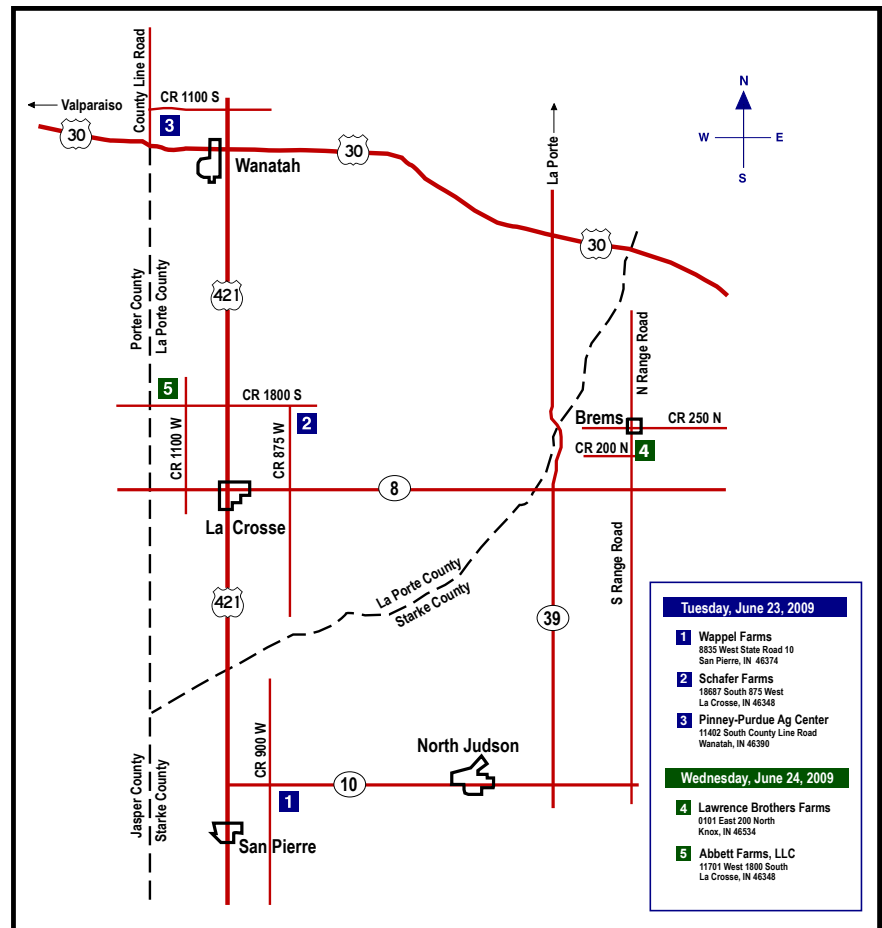 County Line Road
CR 1100 S
Valparaiso
30
3
Wanatah
30
La Porte
N
W
E
S
30
421
Porter County
La Porte County
N Range Road
5
CR 1800 S
2
CR 1100 W
CR 875 W
Brems
CR 250 N
CR 200 N
4
8
La Crosse
S Range Road
La Porte County
Starke County
421
39
CR 900 W
North Judson
10
1
Jasper County
Starke County
San Pierre
Tuesday, June 23, 2009
1 Wappel Farms
8835 West State Road 10
San Pierre, IN 46374
2 Schafer Farms
18687 South 875 West
La Crosse, IN 46348
3 Pinney-Purdue Ag Center
11402 South County Line Road
Wanatah, IN 46390
Wednesday, June 24, 2009
4 Lawrence Brothers Farms
0101 East 200 North
Knox, IN 46534
5 Abbett Farms, LLC
11701 West 1800 South
La Crosse, IN 46348